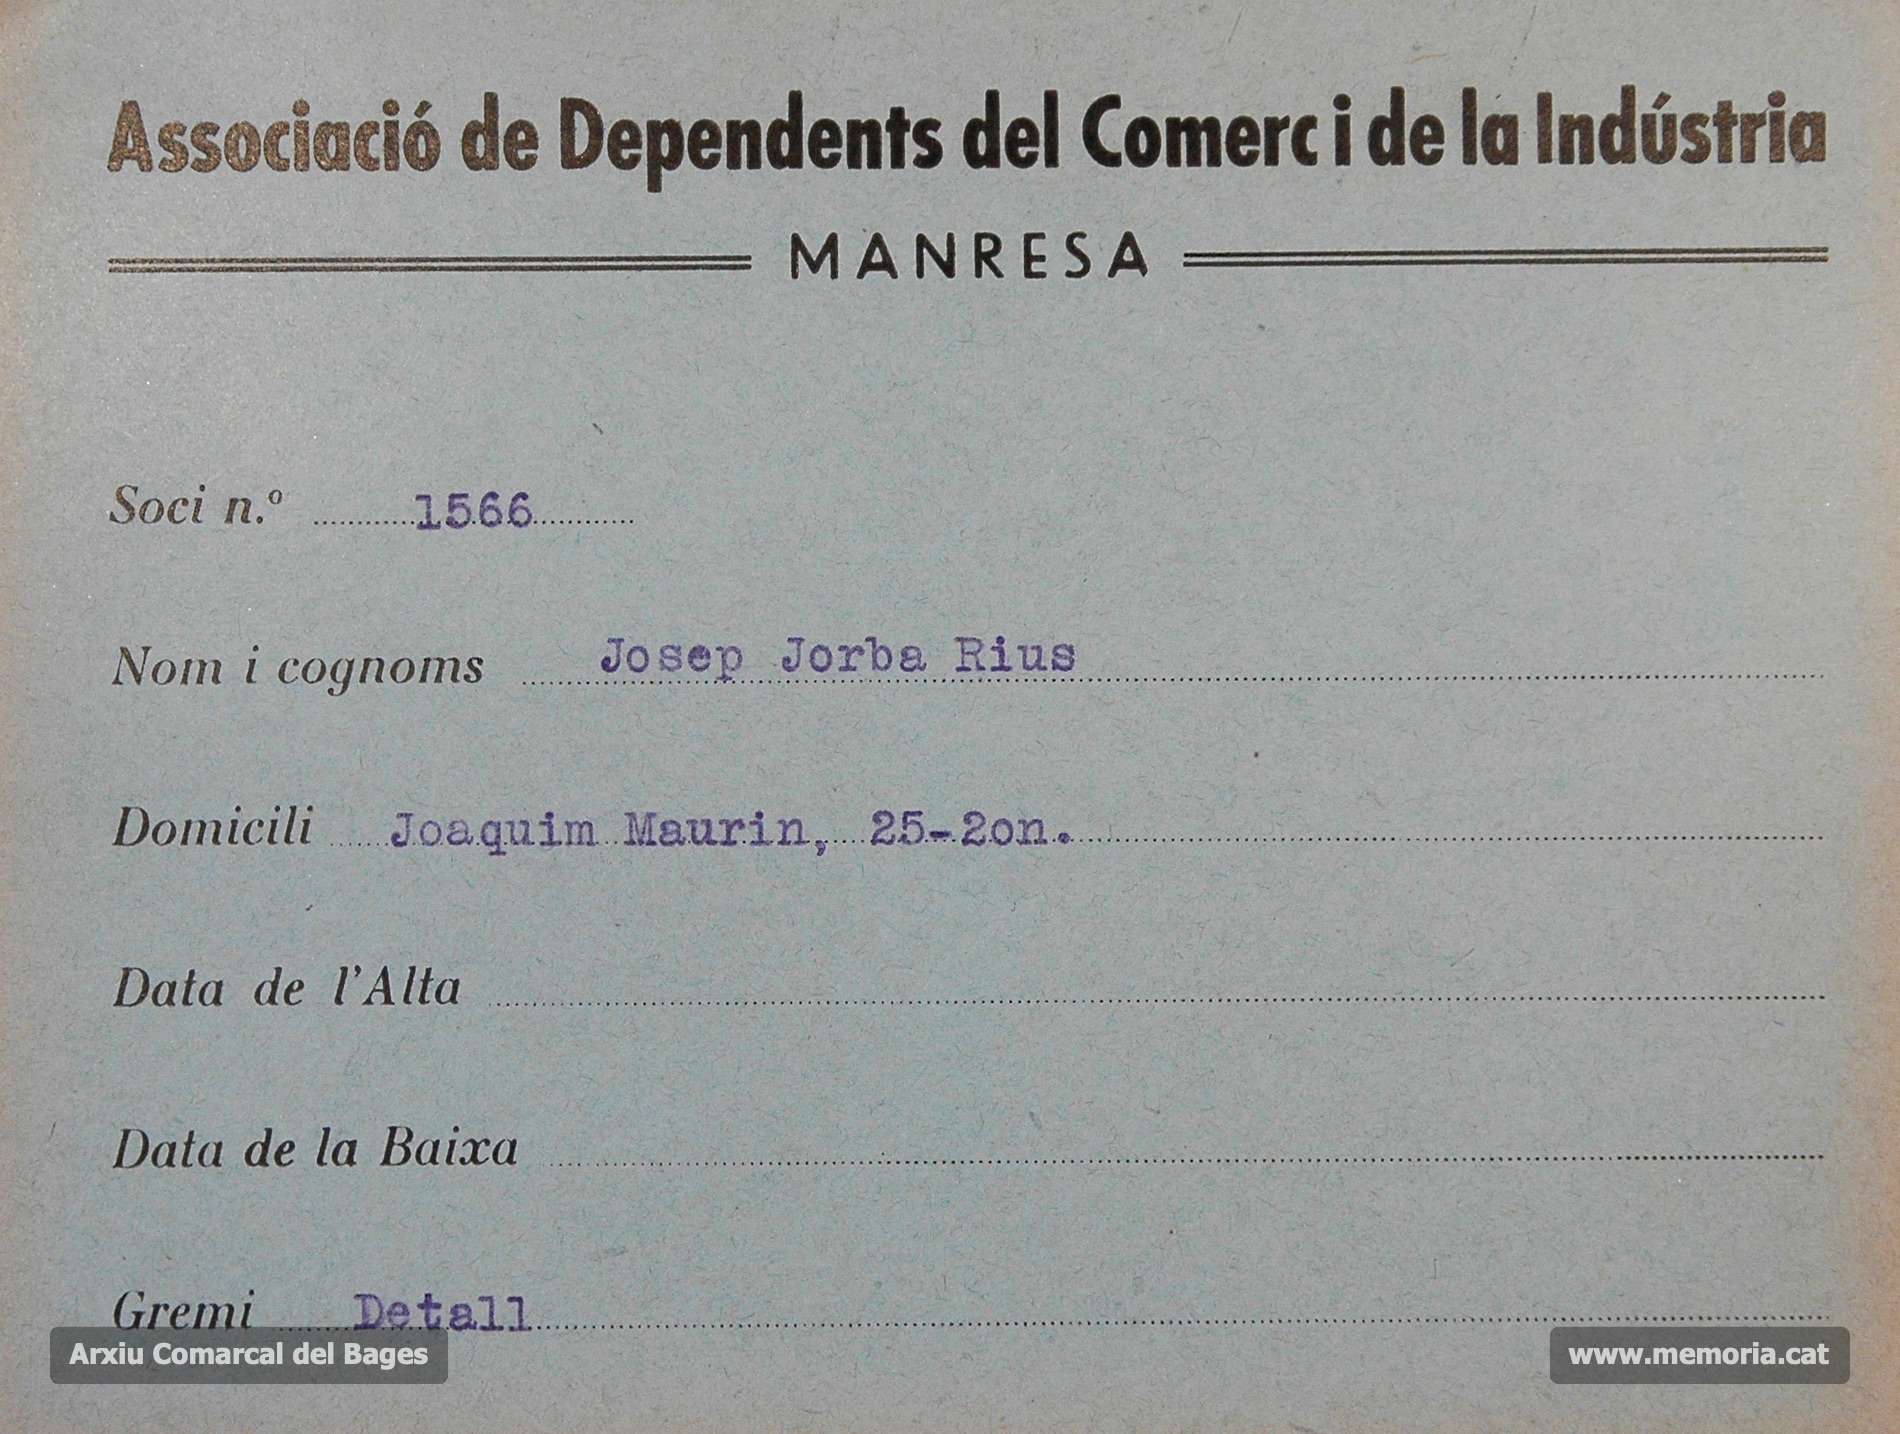 Associació de Dependents del Comerc i de la Indústria
MANRESA
Soci n.º 1566
Nom i cognoms Josep Jorba Rius
Domicili Joaquim Maurin, 25-2on.
Data de l'Alta
Data de la Baixa
Gremi Detall
Arxiu Comarcal del Bages
www.memoria.cat